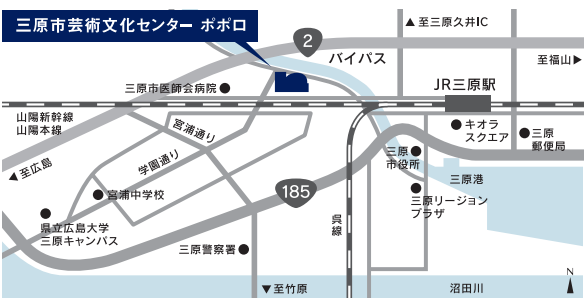 三原市芸術文化センター ポポロ
2
バイパス
▲至三原久井IC
至福山▶
三原市医師会病院
JR三原駅
山陽新幹線
山陽本線
宮浦通り
学園通り
キオラ
スクエア
三原
郵便局
三原
市役所
◀至広島
宮浦中学校
185
三原港
三原リージョン
プラザ
県立広島大学
三原キャンパス
呉線
三原警察署
▼至竹原
沼田川
N